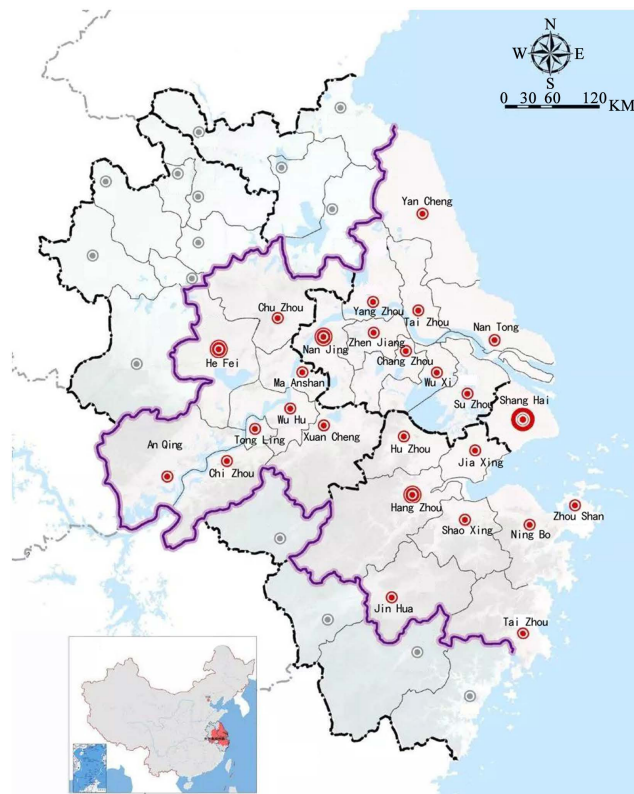 N
W E
S
0 30 60 120
KM
Yan Cheng
Yang Zhou
Tai Zhou
Chu Zhou
Nan Tong
Nan Jing
Zhen Jiang
Chang Zhou
He Fei
Ma Anshan
Wu Xi
Su Zhou
Shang Hai
Wu Hu
Tong Ling
Xuan Cheng
An Qing
Hu Zhou
Jia Xing
Chi Zhou
Hang Zhou
Zhou Shan
Shao Xing
Ning Bo
Jin Hua
Tai Zhou